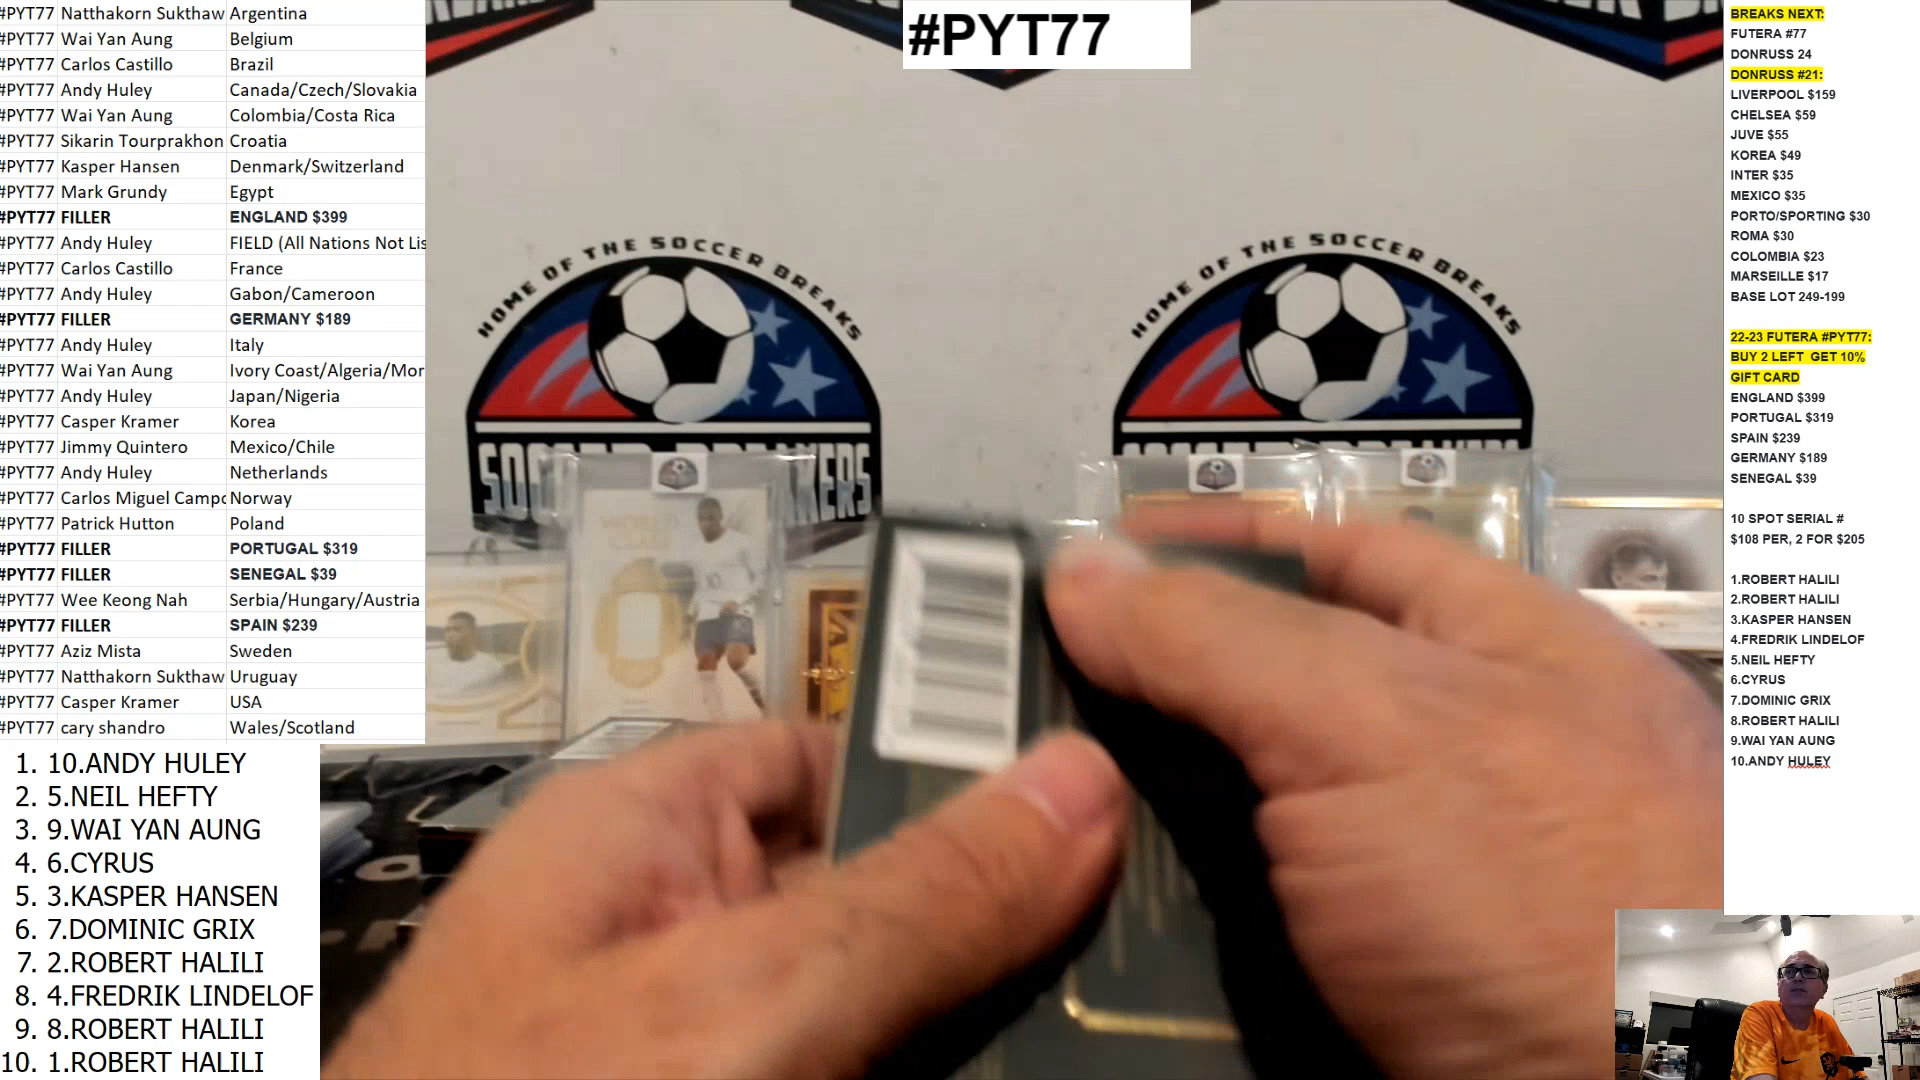 #PYT77
#PYT77 Natthakorn Sukthaw Argentina
#PYT77 Wai Yan Aung Belgium
#PYT77 Carlos Castillo Brazil
#PYT77 Andy Huley Canada/Czech/Slovakia
#PYT77 Wai Yan Aung Colombia/Costa Rica
#PYT77 Sikarin Tourprakhon Croatia
#PYT77 Kasper Hansen Denmark/Switzerland
#PYT77 Mark Grundy Egypt
#PYT77 FILLER ENGLAND $399
#PYT77 Andy Huley FIELD (All Nations Not Lis
#PYT77 Carlos Castillo France
#PYT77 Andy Huley Gabon/Cameroon
#PYT77 FILLER GERMANY $189
#PYT77 Andy Huley Italy
#PYT77 Wai Yan Aung Ivory Coast/Algeria/Mor
#PYT77 Andy Huley Japan/Nigeria
#PYT77 Casper Kramer Korea
#PYT77 Jimmy Quintero Mexico/Chile
#PYT77 Andy Huley Netherlands
#PYT77 Carlos Miguel Campo Norway
#PYT77 Patrick Hutton Poland
#PYT77 FILLER PORTUGAL $319
#PYT77 FILLER SENEGAL $39
#PYT77 Wee Keong Nah Serbia/Hungary/Austria
#PYT77 FILLER SPAIN $239
#PYT77 Aziz Mista Sweden
#PYT77 Natthakorn Sukthaw Uruguay
#PYT77 Casper Kramer USA
#PYT77 cary shandro Wales/Scotland
1. 10.ANDY HULEY
2. 5.NEIL HEFTY
3. 9.WAI YAN AUNG
4. 6.CYRUS
5. 3.KASPER HANSEN
6. 7.DOMINIC GRIX
7. 2.ROBERT HALILI
8. 4.FREDRIK LINDELOF
9. 8.ROBERT HALILI
10. 1.ROBERT HALILI
HOME OF THE SOCCER BREAKS
HOME OF THE SOCCER BREAKS
SOCCER BREAKERS
BREAKS NEXT:
FUTERA #77
DONRUSS 24
DONRUSS #21:
LIVERPOOL $159
CHELSEA $59
JUVE $55
KOREA $49
INTER $35
MEXICO $35
PORTO/SPORTING $30
ROMA $30
COLOMBIA $23
MARSEILLE $17
BASE LOT 249-199
22-23 FUTERA #PYT77:
BUY 2 LEFT GET 10%
GIFT CARD
ENGLAND $399
PORTUGAL $319
SPAIN $239
GERMANY $189
SENEGAL $39
10 SPOT SERIAL #
$108 PER, 2 FOR $205
1.ROBERT HALILI
2.ROBERT HALILI
3.KASPER HANSEN
4.FREDRIK LINDELOF
5.NEIL HEFTY
6.CYRUS
7.DOMINIC GRIX
8.ROBERT HALILI
9.WAI YAN AUNG
10.ANDY HULEY